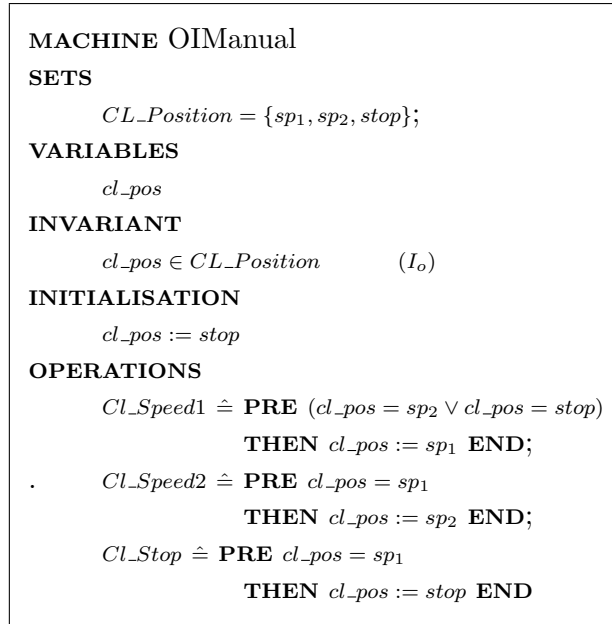 MACHINE OIManual
SETS
CL_Position = {sp₁, sp₂, stop};
VARIABLES
cl_pos
INVARIANT
cl_pos ∈ CL_Position (Iₒ)
INITIALISATION
cl_pos := stop
OPERATIONS
Cl_Speed1 ≙ PRE (cl_pos = sp₂ ∨ cl_pos = stop)
THEN cl_pos := sp₁ END;
. Cl_Speed2 ≙ PRE cl_pos = sp₁
THEN cl_pos := sp₂ END;
Cl_Stop ≙ PRE cl_pos = sp₁
THEN cl_pos := stop END